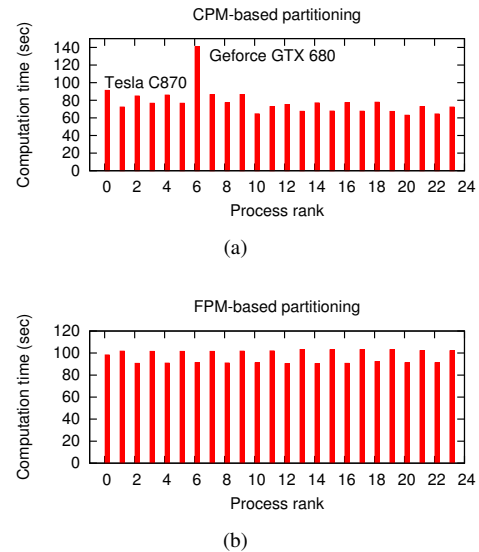 CPM-based partitioning
Computation time (sec)
140
120
100
80
60
40
20
0
Tesla C870
Geforce GTX 680
0 2 4 6 8 10 12 14 16 18 20 22 24
Process rank
(a)
FPM-based partitioning
Computation time (sec)
120
100
80
60
40
20
0
0 2 4 6 8 10 12 14 16 18 20 22 24
Process rank
(b)